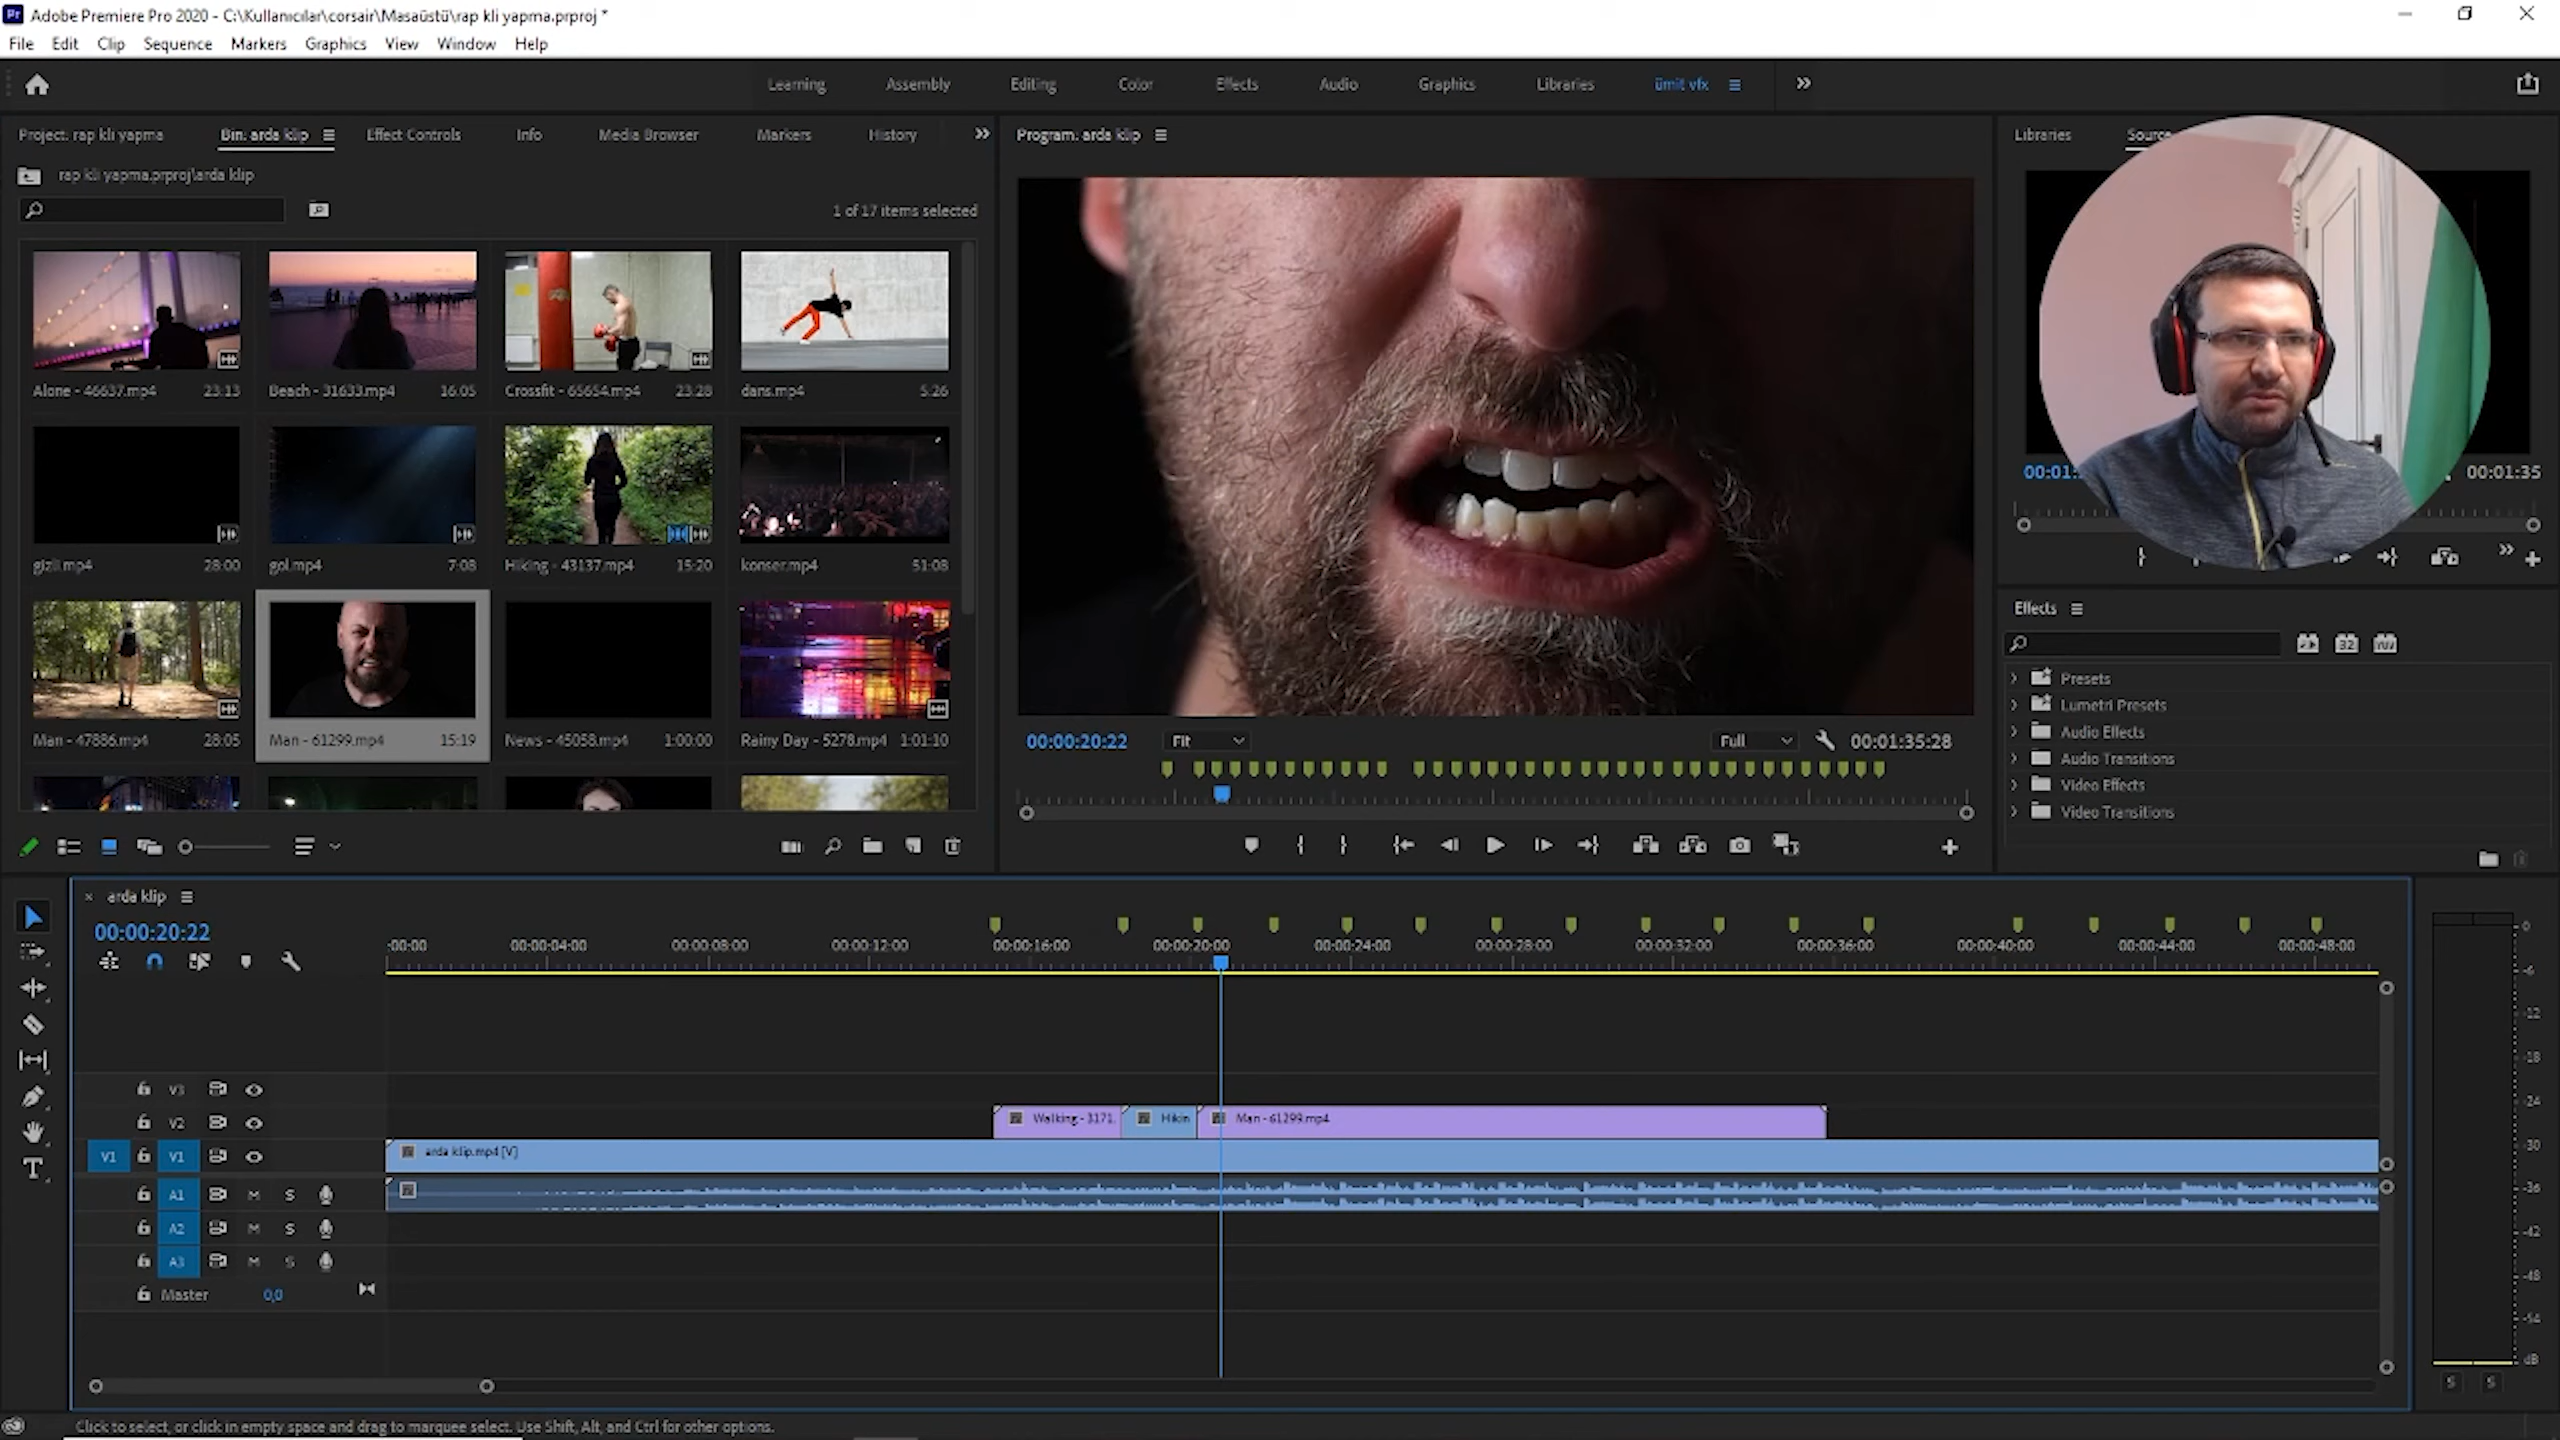 Adobe Premiere Pro 2020 - C:\Kullanıcılar\corsair\Masaüstü\rap kli yapma.prproj *
File Edit Clip Sequence Markers Graphics View Window Help
Learning Assembly Editing Color Effects Audio Graphics Libraries ümit vfx
Project: rap kli yapma Bin: arda klip Effect Controls Info Media Browser Markers History
rap kli yapma.prproj\arda klip
1 of 17 items selected
Alone - 46637.mp4 23:13
Beach - 31633.mp4 16:05
Crossfit - 65654.mp4 23:28
dans.mp4 5:26
gizli.mp4 28:00
gol.mp4 7:08
Hiking - 43137.mp4 15:20
konser.mp4 51:08
Man - 47886.mp4 28:05
Man - 61299.mp4 15:19
News - 45058.mp4 1:00:00
Rainy Day - 5278.mp4 1:01:10
Program: arda klip
00:00:20:22 Fit Full 00:01:35:28
Libraries Source
00:01: 00:01:35
Effects
32
Presets
Lumetri Presets
Audio Effects
Audio Transitions
Video Effects
Video Transitions
arda klip
00:00:20:22
:00:00 00:00:04:00 00:00:08:00 00:00:12:00 00:00:16:00 00:00:20:00 00:00:24:00 00:00:28:00 00:00:32:00 00:00:36:00 00:00:40:00 00:00:44:00 00:00:48:00
V3
V2 Walking - 3171. Hikin Man - 61299.mp4
V1 V1 arda klip.mp4 [V]
A1 M S
A2 M S
A3 M S
Master 0,0
0
-6
-12
-18
-24
-30
-36
-42
-48
-54
dB
S S
Click to select, or click in empty space and drag to marquee select. Use Shift, Alt, and Ctrl for other options.